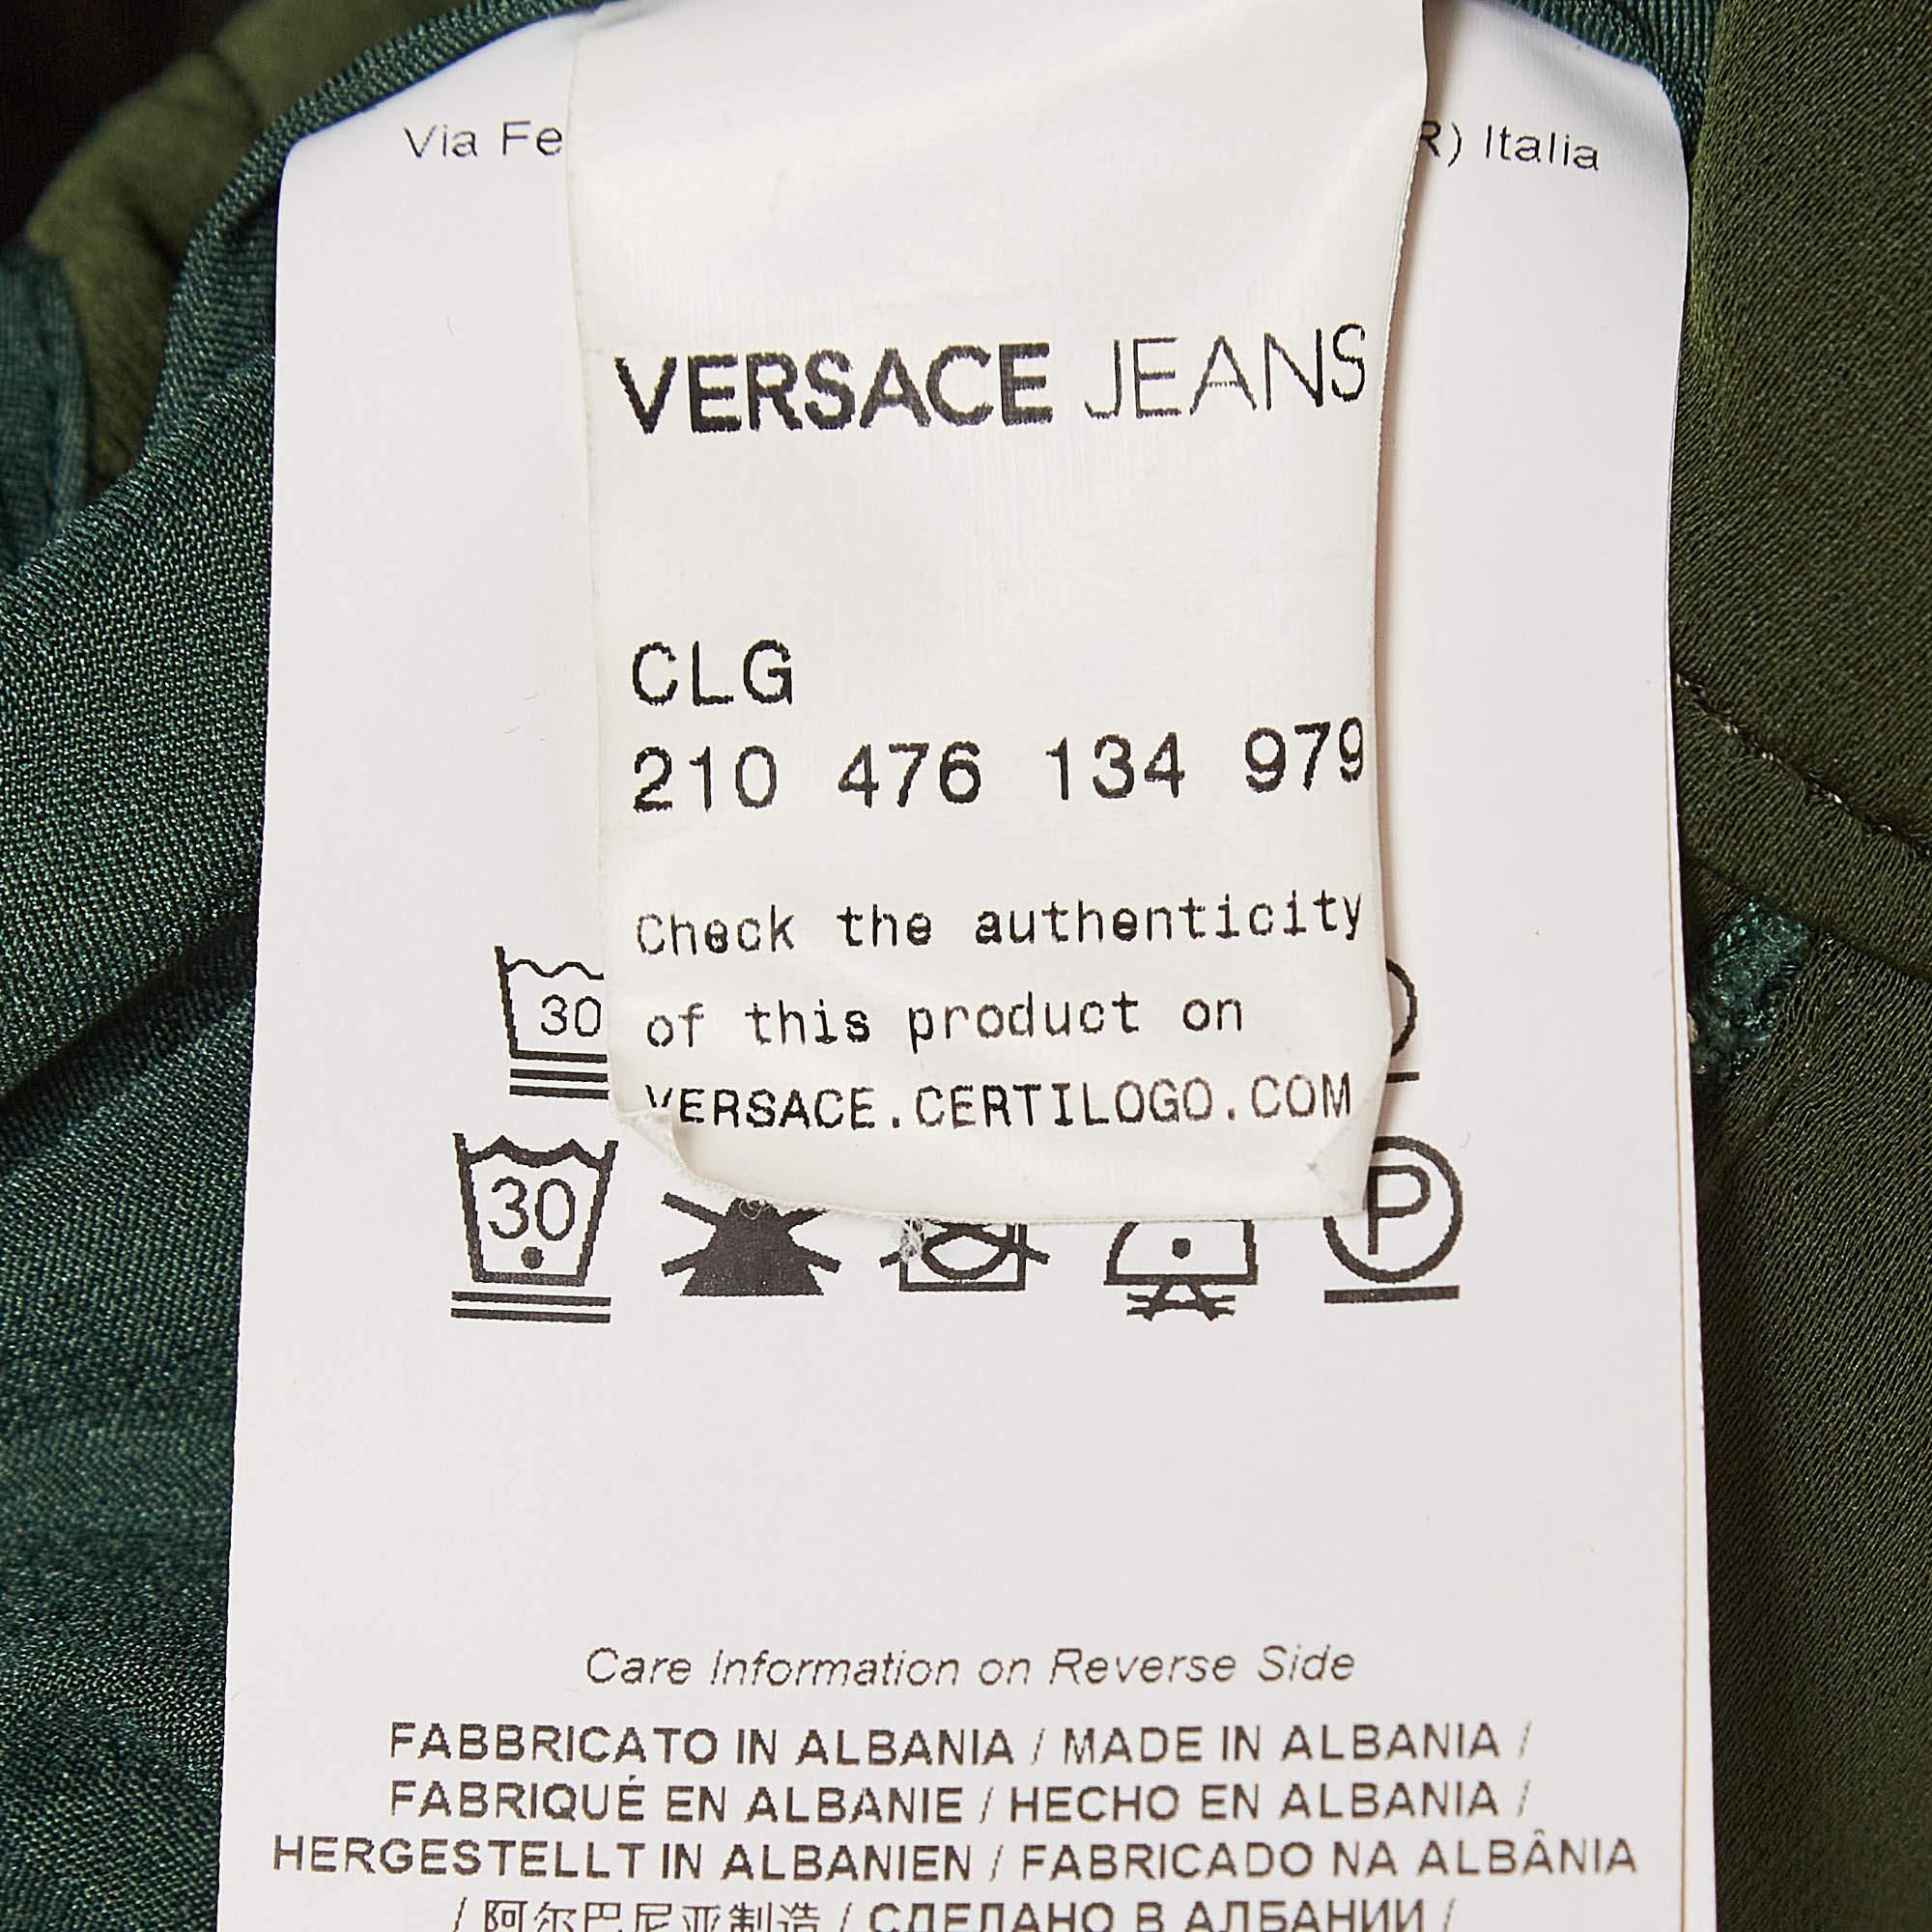 Via Fe R) Italia
VERSACE JEANS
CLG
210 476 134 979
Check the authenticity
of this product on
VERSACE.CERTILOGO.COM
30
30
P
Care Information on Reverse Side
FABBRICATO IN ALBANIA / MADE IN ALBANIA /
FABRIQUÉ EN ALBANIE / HECHO EN ALBANIA /
HERGESTELLT IN ALBANIEN / FABRICADO NA ALBÂNIA
/ 阿尔巴尼亚制造 / СДЕЛАНО В АЛБАНИИ /